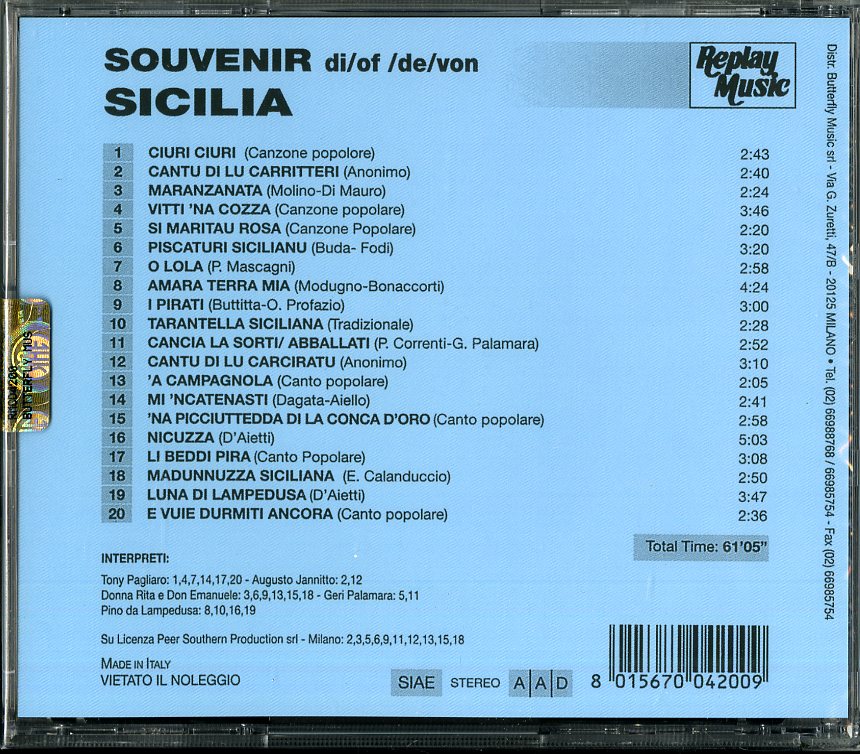 SOUVENIR di/of /de/von
SICILIA
Replay
Music
1 CIURI CIURI (Canzone popolore) 2:43
2 CANTU DI LU CARRITTERI (Anonimo) 2:40
3 MARANZANATA (Molino-Di Mauro) 2:24
4 VITTI 'NA COZZA (Canzone popolare) 3:46
5 SI MARITAU ROSA (Canzone Popolare) 2:20
6 PISCATURI SICILIANU (Buda- Fodi) 3:20
7 O LOLA (P. Mascagni) 2:58
8 AMARA TERRA MIA (Modugno-Bonaccorti) 4:24
9 I PIRATI (Buttitta-O. Profazio) 3:00
10 TARANTELLA SICILIANA (Tradizionale) 2:28
11 CANCIA LA SORTI/ ABBALLATI (P. Correnti-G. Palamara) 2:52
12 CANTU DI LU CARCIRATU (Anonimo) 3:10
13 'A CAMPAGNOLA (Canto popolare) 2:05
14 MI 'NCATENASTI (Dagata-Aiello) 2:41
15 'NA PICCIUTTEDDA DI LA CONCA D'ORO (Canto popolare) 2:58
16 NICUZZA (D'Aietti) 5:03
17 LI BEDDI PIRA (Canto Popolare) 3:08
18 MADUNNUZZA SICILIANA (E. Calanduccio) 2:50
19 LUNA DI LAMPEDUSA (D'Aietti) 3:47
20 E VUIE DURMITI ANCORA (Canto popolare) 2:36
Total Time: 61'05"
INTERPRETI:
Tony Pagliaro: 1,4,7,14,17,20 - Augusto Jannitto: 2,12
Donna Rita e Don Emanuele: 3,6,9,13,15,18 - Geri Palamara: 5,11
Pino da Lampedusa: 8,10,16,19
Su Licenza Peer Southern Production srl - Milano: 2,3,5,6,9,11,12,13,15,18
MADE IN ITALY
VIETATO IL NOLEGGIO
SIAE STEREO A A D
8 015670 042009
Distr. Butterfly Music srl - Via G. Zuretti, 47/B - 20125 MILANO • Tel. (02) 66988768 / 66985754 - Fax (02) 66985754
BUTTERFLY MUS